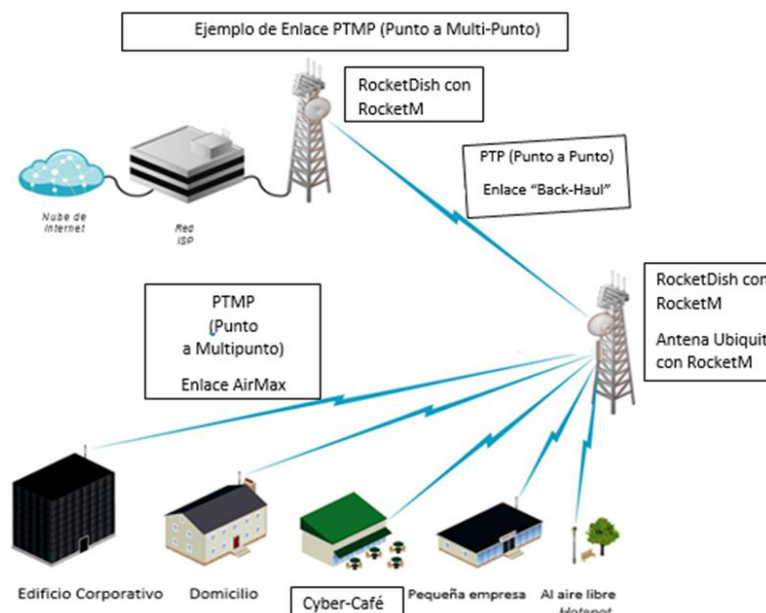 Ejemplo de Enlace PTMP (Punto a Multi-Punto)
RocketDish con
RocketM
PTP (Punto a Punto)
Enlace "Back-Haul"
Nube de
Internet
Red
ISP
RocketDish con
RocketM
Antena Ubiquit
con RocketM
PTMP
(Punto
a Multipunto)
Enlace AirMax
Edificio Corporativo
Domicilio
Cyber-Café
Pequeña empresa
Al aire libre
Hotspot